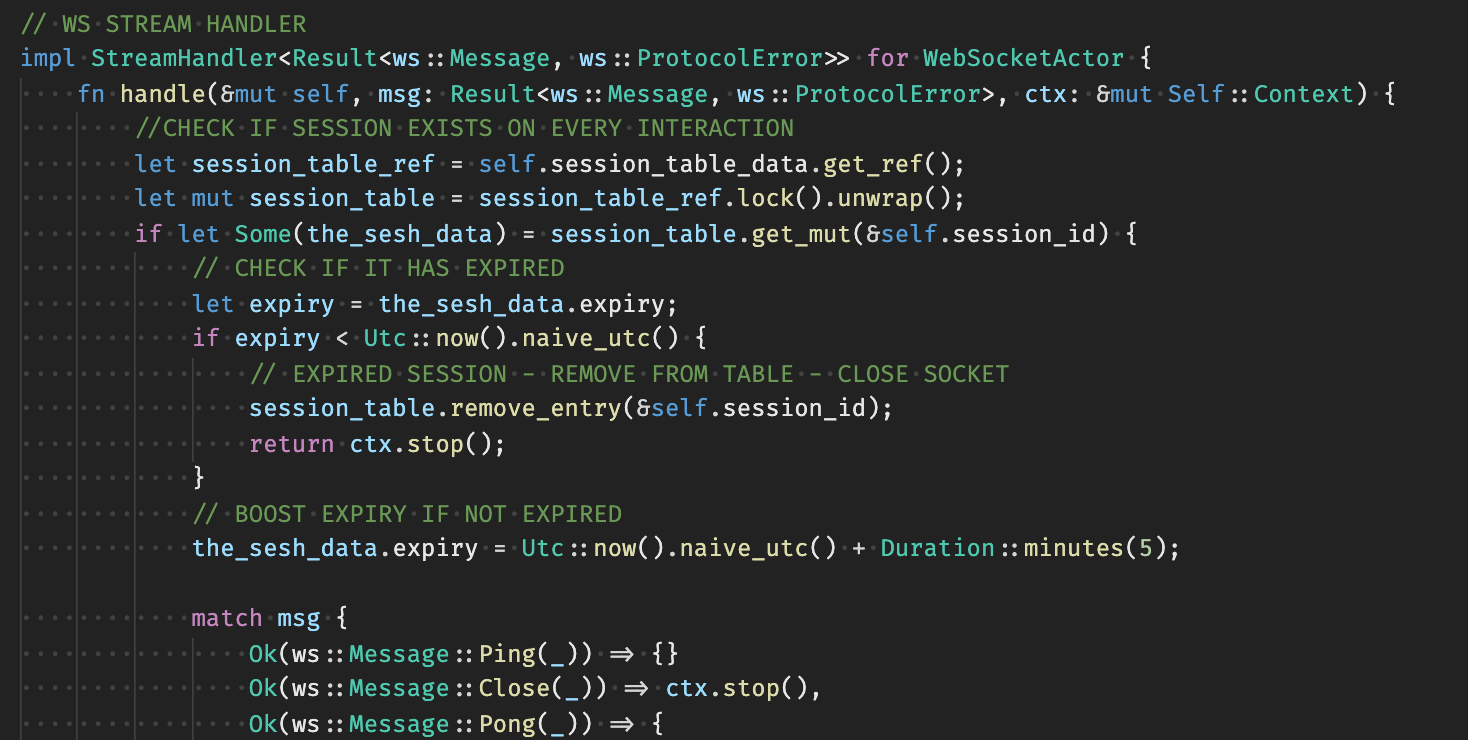 // WS STREAM HANDLER
impl StreamHandler<Result<ws::Message, ws::ProtocolError>> for WebSocketActor {
    fn handle(&mut self, msg: Result<ws::Message, ws::ProtocolError>, ctx: &mut Self::Context) {
        //CHECK IF SESSION EXISTS ON EVERY INTERACTION
        let session_table_ref = self.session_table_data.get_ref();
        let mut session_table = session_table_ref.lock().unwrap();
        if let Some(the_sesh_data) = session_table.get_mut(&self.session_id) {
            // CHECK IF IT HAS EXPIRED
            let expiry = the_sesh_data.expiry;
            if expiry < Utc::now().naive_utc() {
                // EXPIRED SESSION - REMOVE FROM TABLE - CLOSE SOCKET
                session_table.remove_entry(&self.session_id);
                return ctx.stop();
            }
            // BOOST EXPIRY IF NOT EXPIRED
            the_sesh_data.expiry = Utc::now().naive_utc() + Duration::minutes(5);

            match msg {
                Ok(ws::Message::Ping(_)) => {}
                Ok(ws::Message::Close(_)) => ctx.stop(),
                Ok(ws::Message::Pong(_)) => {